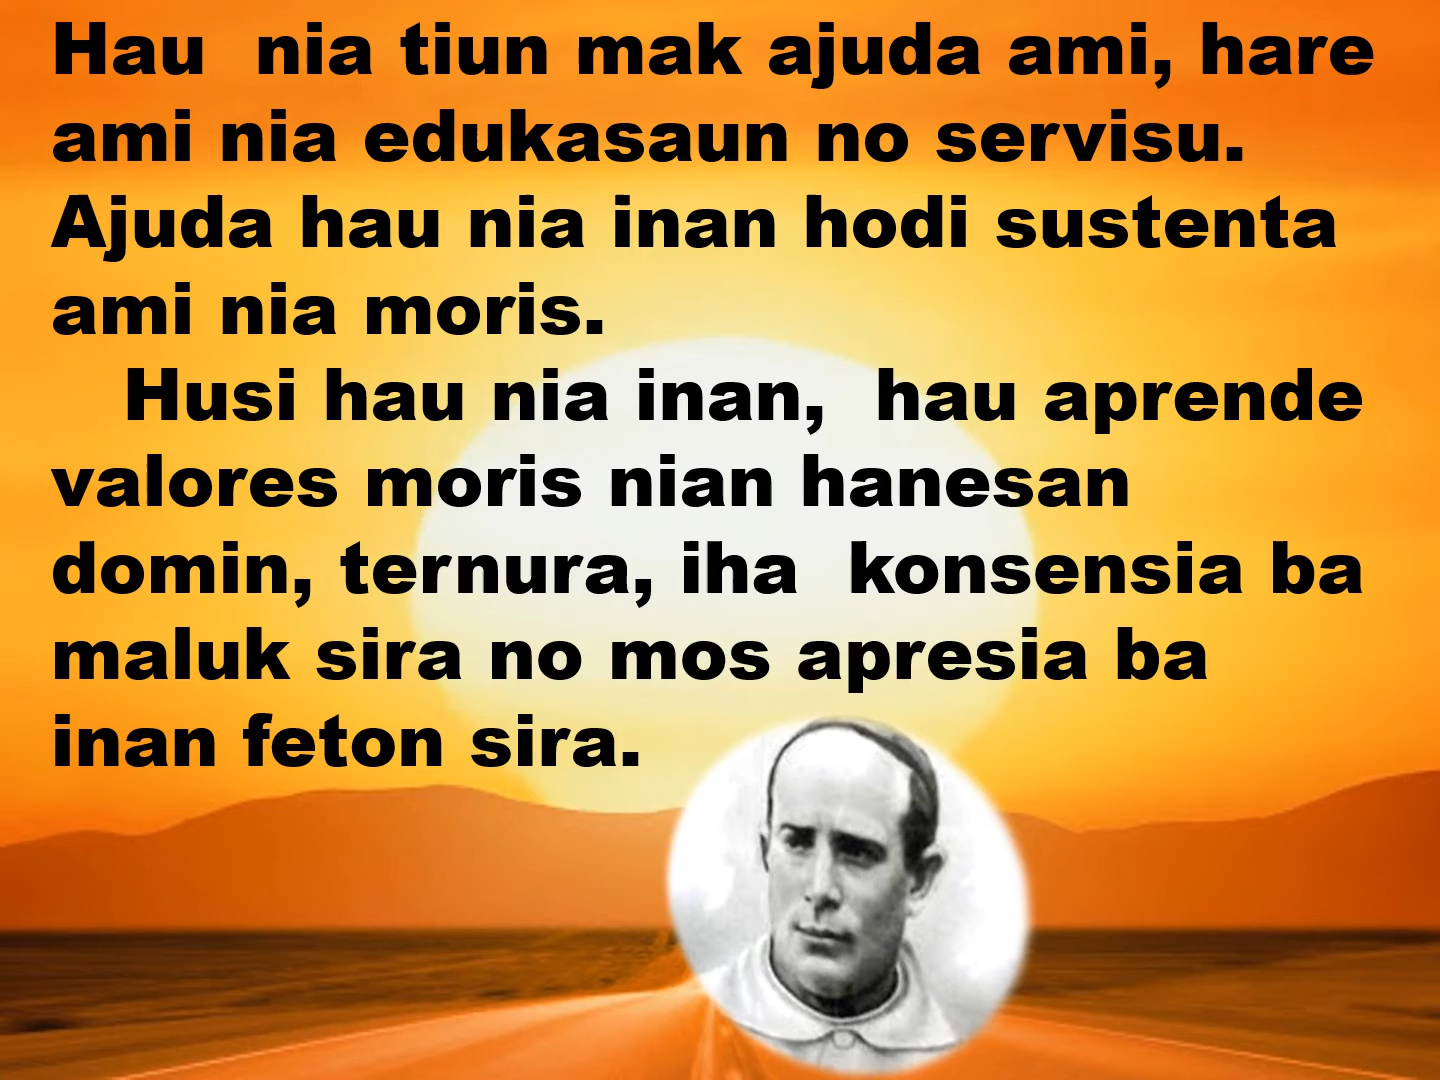 Hau nia tiun mak ajuda ami, hare
ami nia edukasaun no servisu.
Ajuda hau nia inan hodi sustenta
ami nia moris.
Husi hau nia inan, hau aprende
valores moris nian hanesan
domin, ternura, iha konsensia ba
maluk sira no mos apresia ba
inan feton sira.